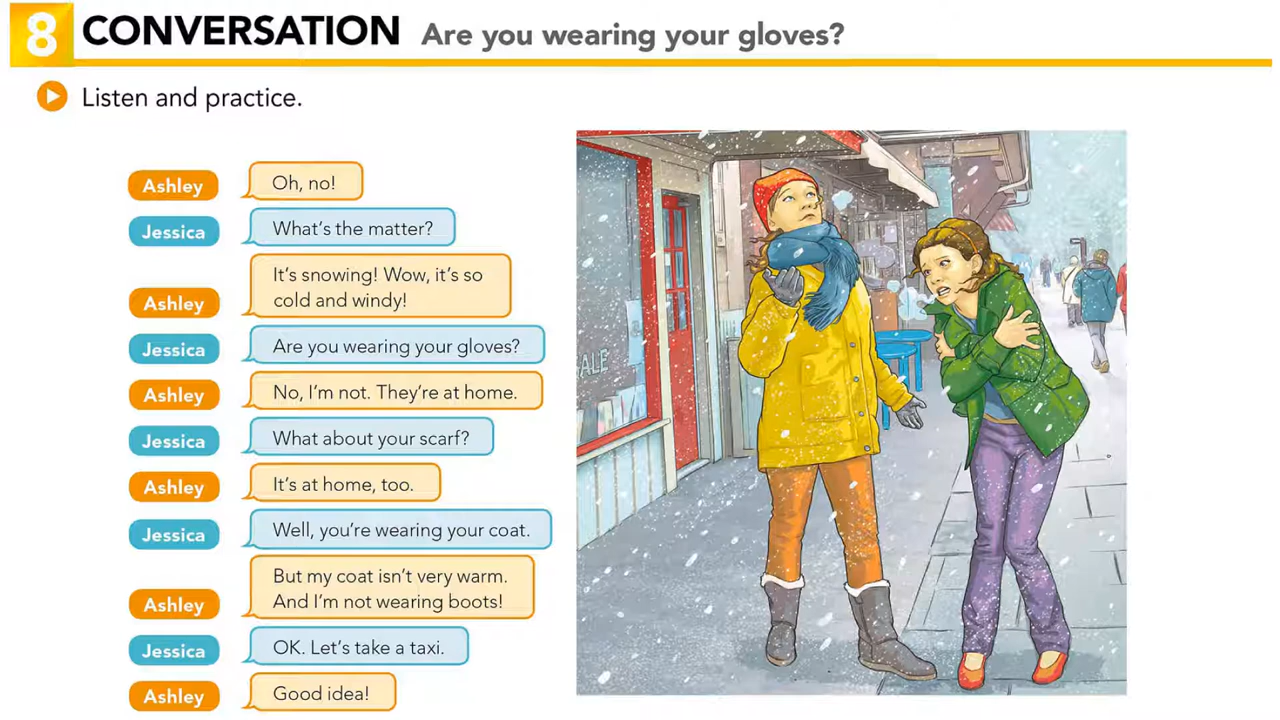 8 CONVERSATION Are you wearing your gloves?
Listen and practice.
Ashley Oh, no!
Jessica What's the matter?
Ashley It's snowing! Wow, it's so
cold and windy!
Jessica Are you wearing your gloves?
Ashley No, I'm not. They're at home.
Jessica What about your scarf?
Ashley It's at home, too.
Jessica Well, you're wearing your coat.
Ashley But my coat isn't very warm.
And I'm not wearing boots!
Jessica OK. Let's take a taxi.
Ashley Good idea!
SALE